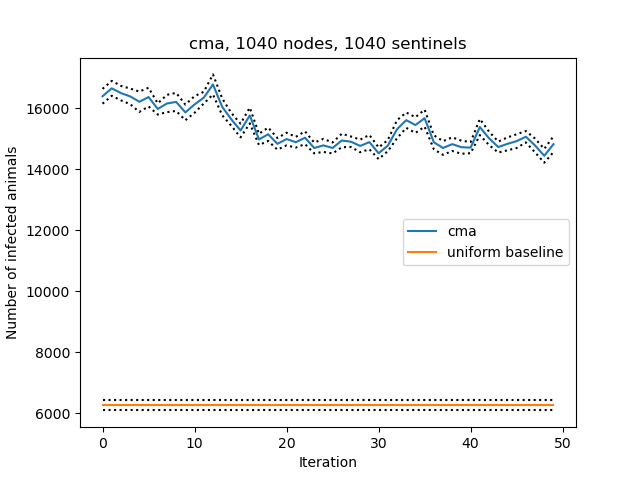 cma, 1040 nodes, 1040 sentinels
Number of infected animals
16000
14000
12000
10000
8000
6000
cma
uniform baseline
0
10
20
30
40
50
Iteration